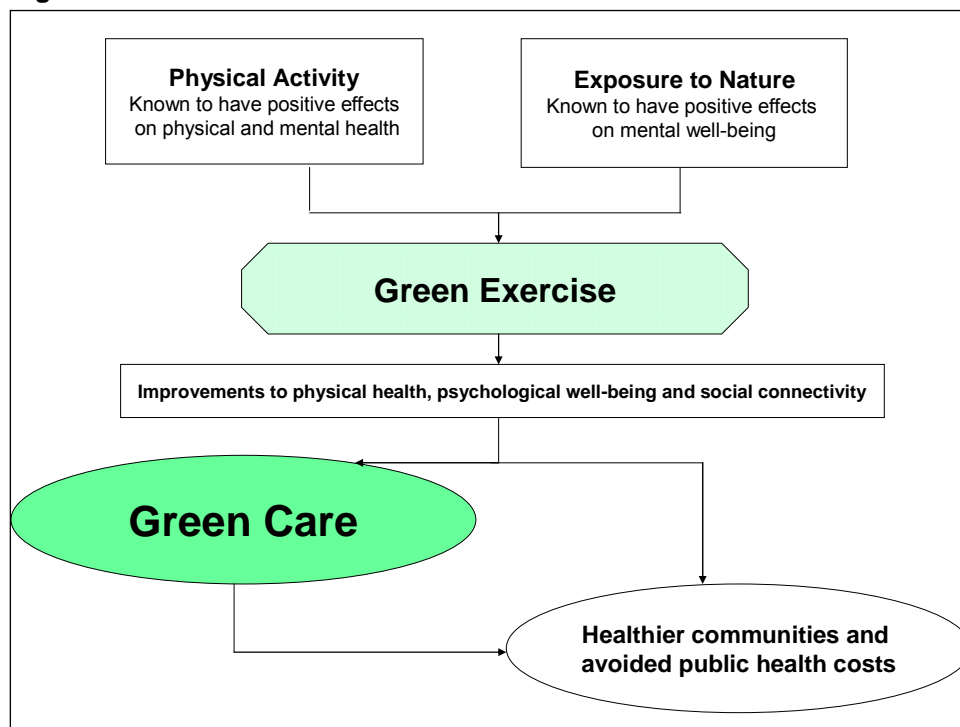 Physical Activity
Known to have positive effects
on physical and mental health
Exposure to Nature
Known to have positive effects
on mental well-being
Green Exercise
Improvements to physical health, psychological well-being and social connectivity
Green Care
Healthier communities and
avoided public health costs